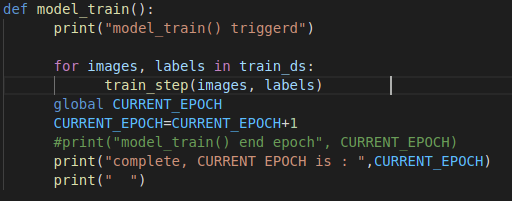 def model_train():
print("model_train() triggerd")
for images, labels in train_ds:
train_step(images, labels)
global CURRENT_EPOCH
CURRENT_EPOCH=CURRENT_EPOCH+1
#print("model_train() end epoch", CURRENT_EPOCH)
print("complete, CURRENT EPOCH is : ",CURRENT_EPOCH)
print("  ")